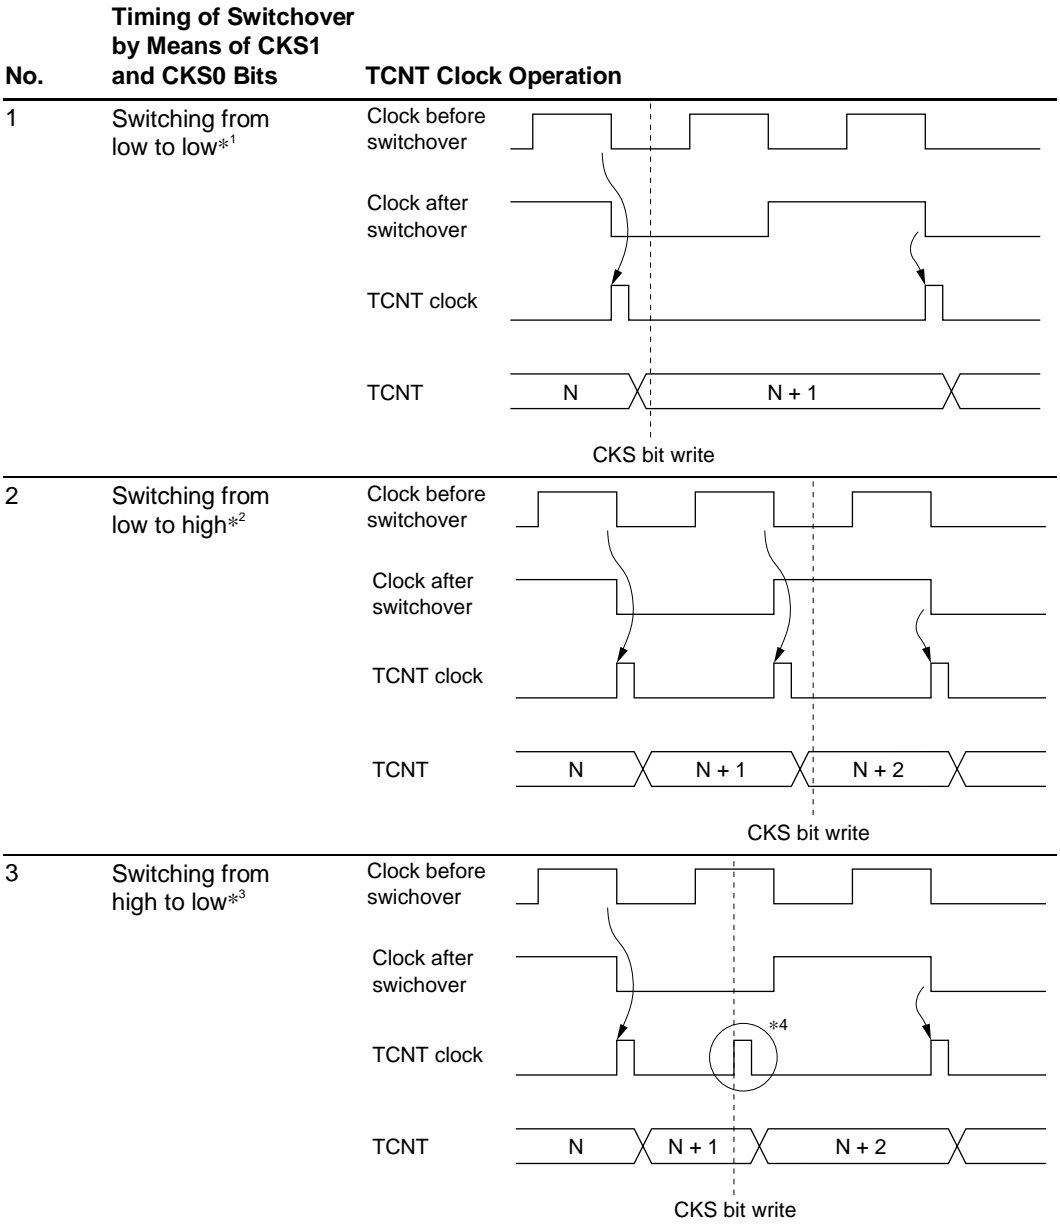 Timing of Switchover
by Means of CKS1
No. and CKS0 Bits TCNT Clock Operation
1 Switching from
low to low*1
Clock before
switchover
Clock after
switchover
TCNT clock
TCNT N N + 1
CKS bit write
2 Switching from
low to high*2
Clock before
switchover
Clock after
switchover
TCNT clock
TCNT N N + 1 N + 2
CKS bit write
3 Switching from
high to low*3
Clock before
swichover
Clock after
swichover
*4
TCNT clock
TCNT N N + 1 N + 2
CKS bit write